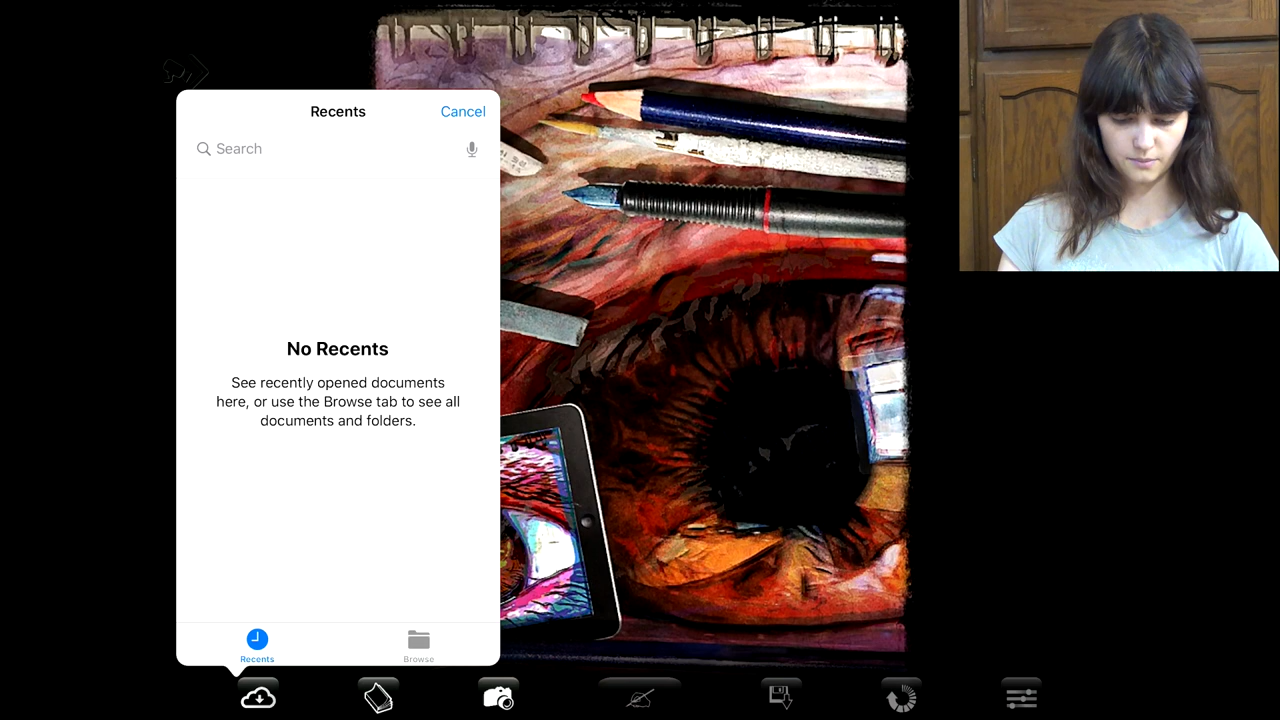 Recents
Cancel
Search
No Recents
See recently opened documents
here, or use the Browse tab to see all
documents and folders.
Recents
Browse